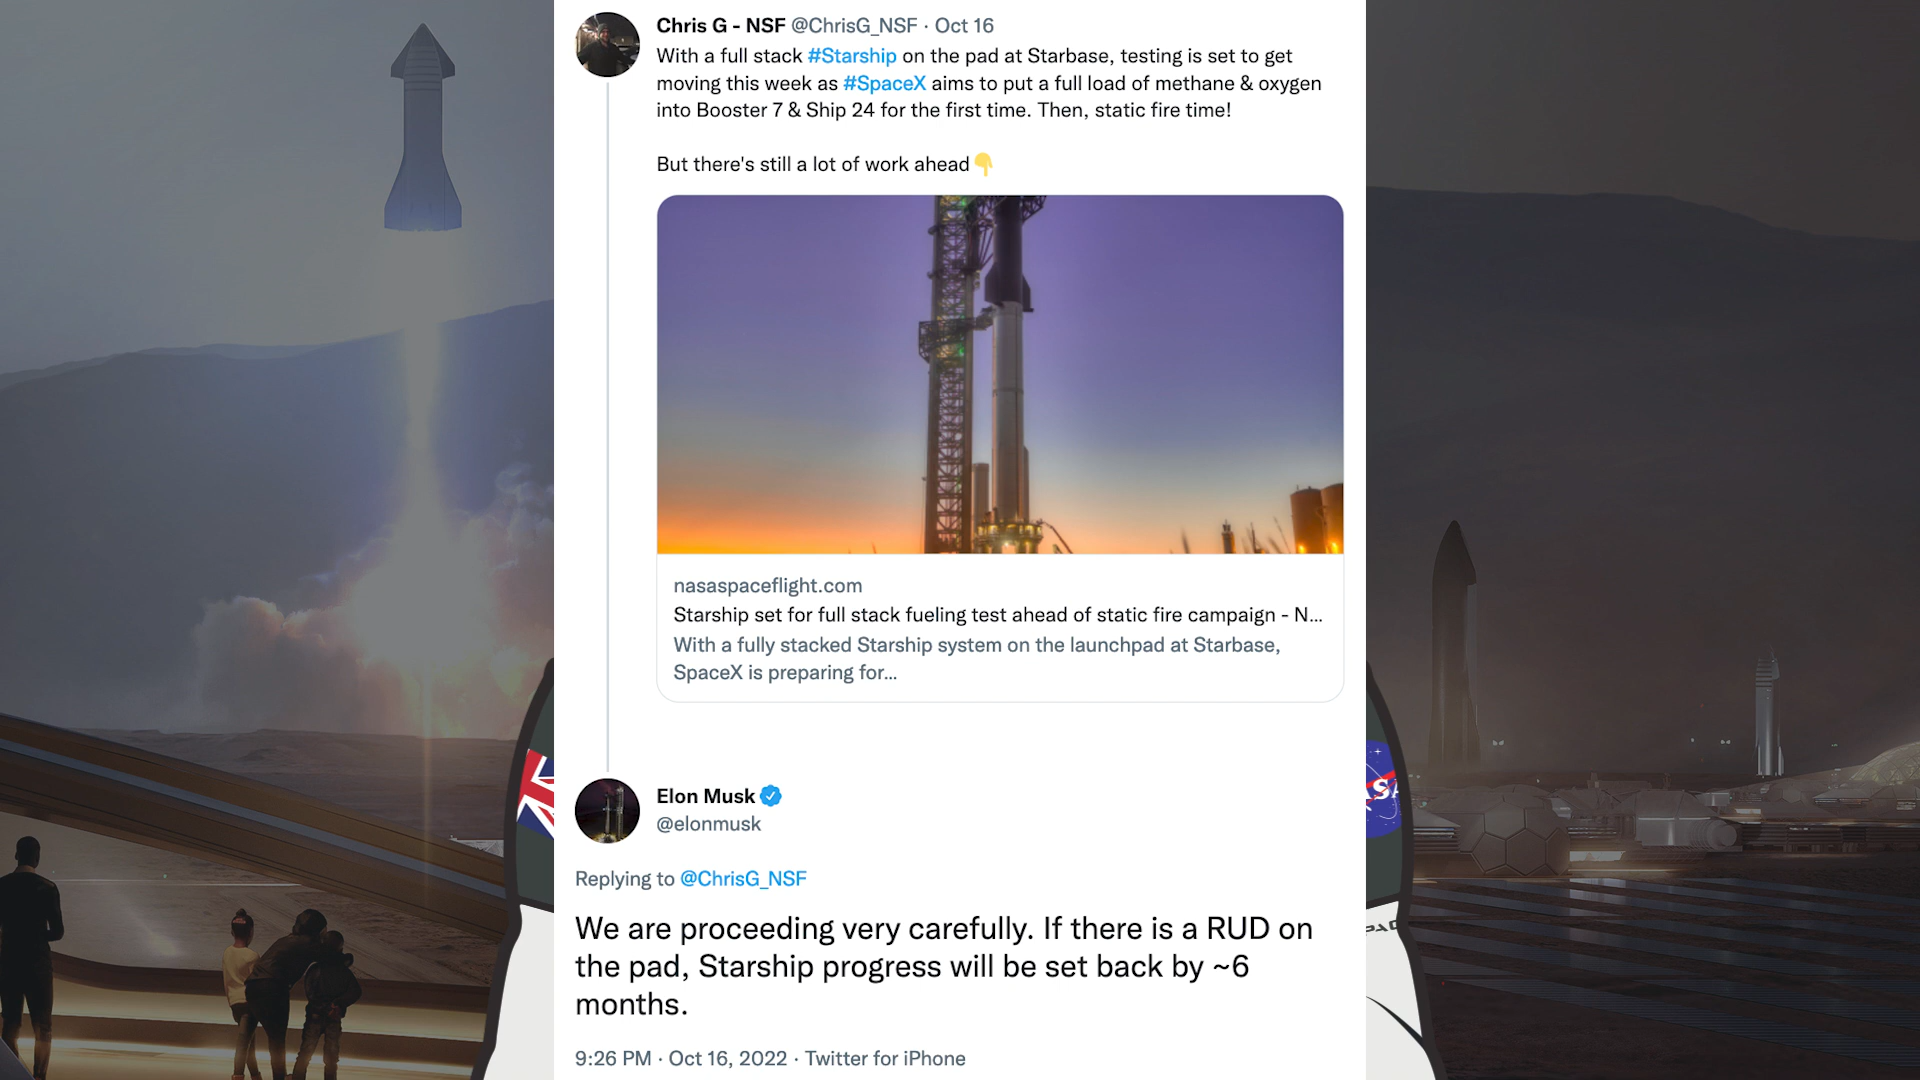 Chris G - NSF @ChrisG_NSF · Oct 16
With a full stack #Starship on the pad at Starbase, testing is set to get
moving this week as #SpaceX aims to put a full load of methane & oxygen
into Booster 7 & Ship 24 for the first time. Then, static fire time!
But there's still a lot of work ahead👇
nasaspaceflight.com
Starship set for full stack fueling test ahead of static fire campaign - N...
With a fully stacked Starship system on the launchpad at Starbase,
SpaceX is preparing for...
Elon Musk
@elonmusk
Replying to @ChrisG_NSF
We are proceeding very carefully. If there is a RUD on
the pad, Starship progress will be set back by ~6
months.
9:26 PM · Oct 16, 2022 · Twitter for iPhone